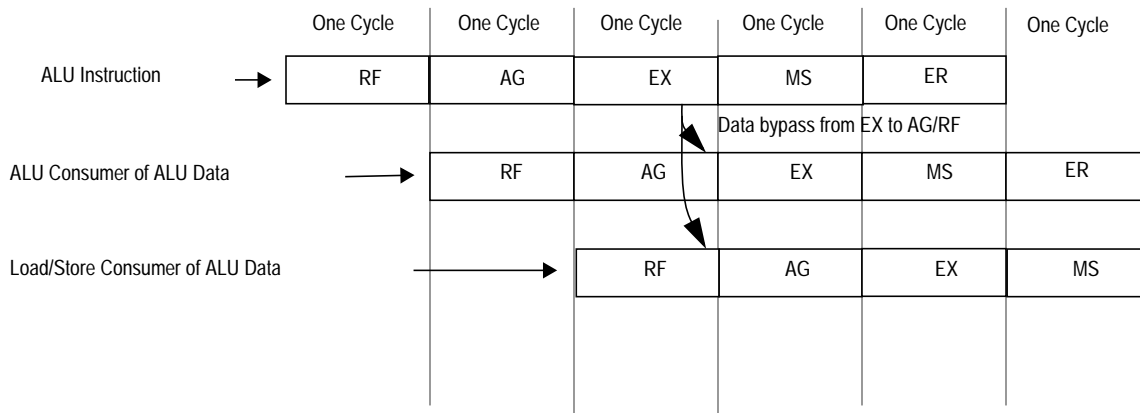 One Cycle One Cycle One Cycle One Cycle One Cycle One Cycle
ALU Instruction RF AG EX MS ER
Data bypass from EX to AG/RF
ALU Consumer of ALU Data RF AG EX MS ER
Load/Store Consumer of ALU Data RF AG EX MS